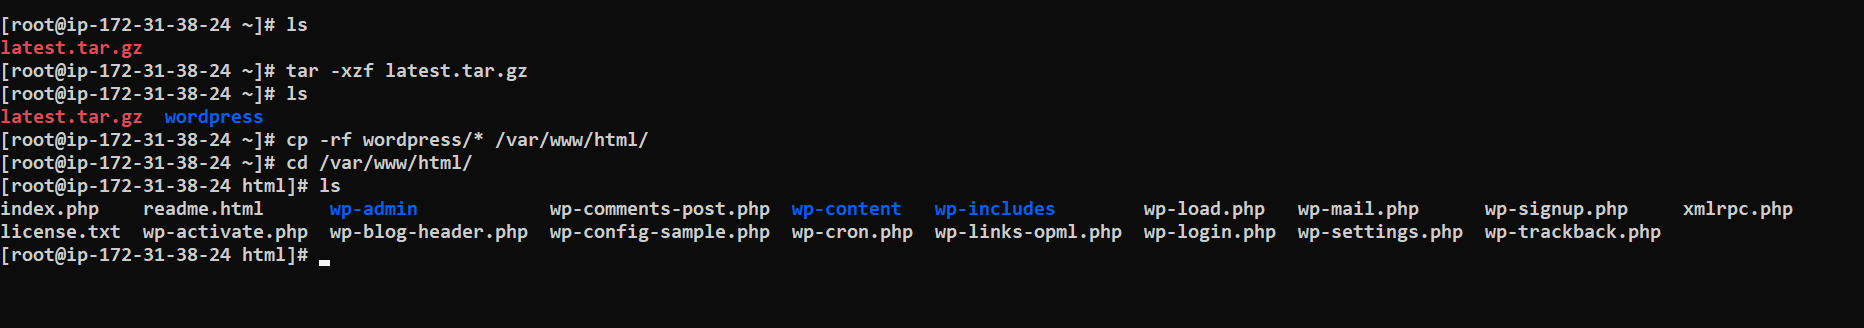 [root@ip-172-31-38-24 ~]# ls
latest.tar.gz
[root@ip-172-31-38-24 ~]# tar -xzf latest.tar.gz
[root@ip-172-31-38-24 ~]# ls
latest.tar.gz  wordpress
[root@ip-172-31-38-24 ~]# cp -rf wordpress/* /var/www/html/
[root@ip-172-31-38-24 ~]# cd /var/www/html/
[root@ip-172-31-38-24 html]# ls
index.php    readme.html      wp-admin            wp-comments-post.php  wp-content   wp-includes        wp-load.php   wp-mail.php      wp-signup.php     xmlrpc.php
license.txt  wp-activate.php  wp-blog-header.php  wp-config-sample.php  wp-cron.php  wp-links-opml.php  wp-login.php  wp-settings.php  wp-trackback.php
[root@ip-172-31-38-24 html]#